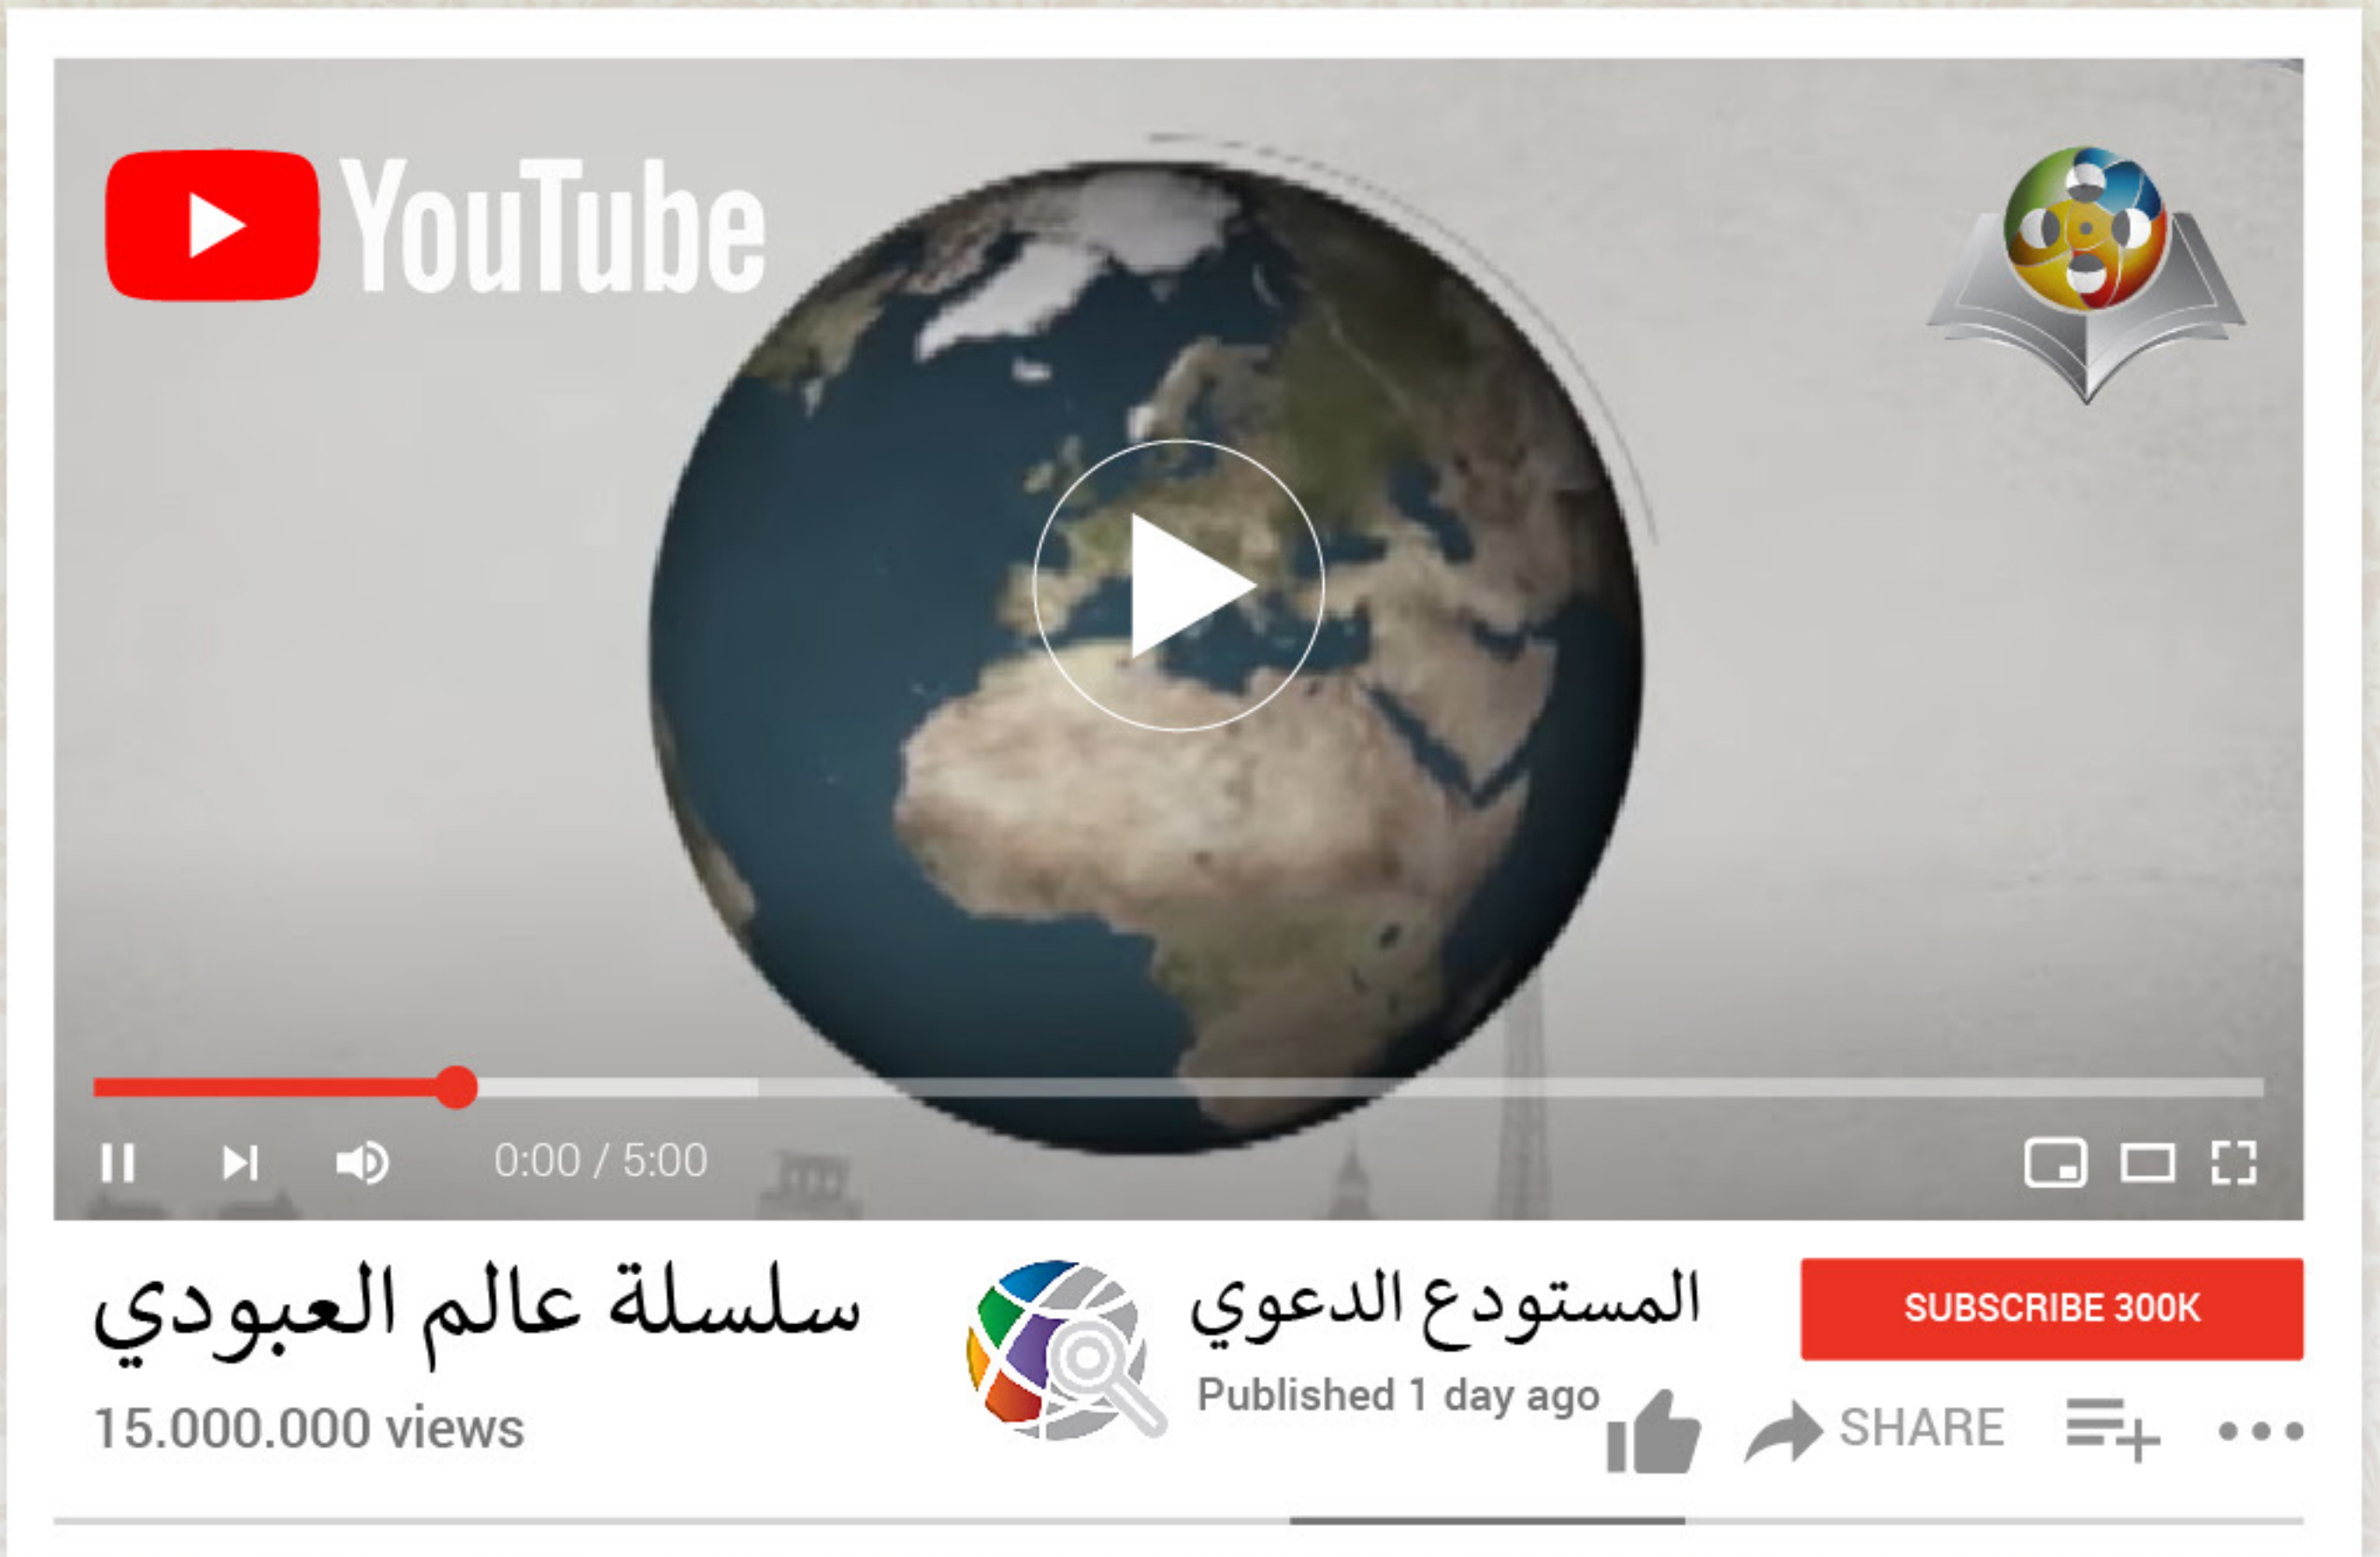 YouTube
0:00 / 5:00
سلسلة عالم العبودي
15.000.000 views
المستودع الدعوي
Published 1 day ago
SUBSCRIBE 300K
SHARE